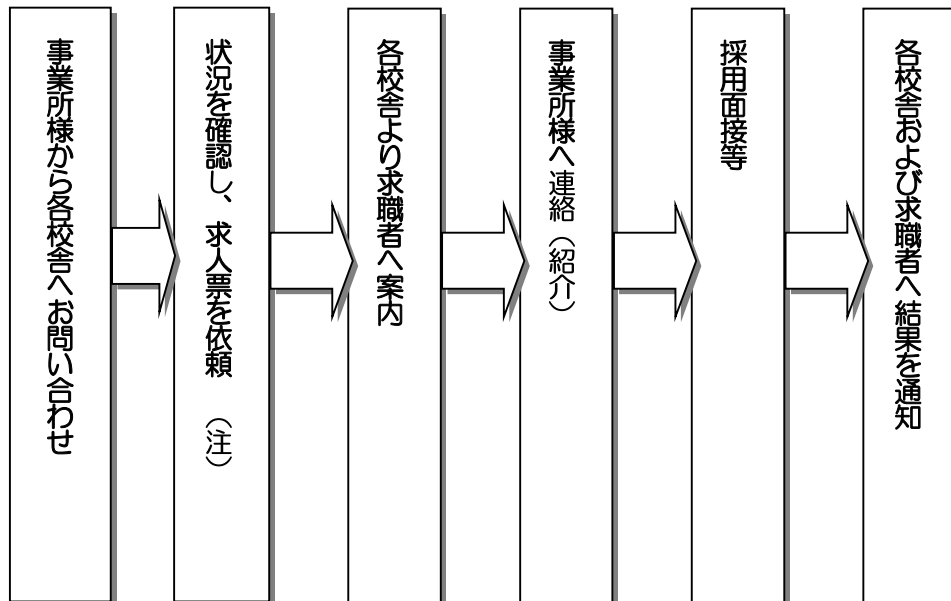 事業所様から各校舎へお問い合わせ
状況を確認し、求人票を依頼 （注）
各校舎より求職者へ案内
事業所様へ連絡（紹介）
採用面接等
各校舎および求職者へ結果を通知